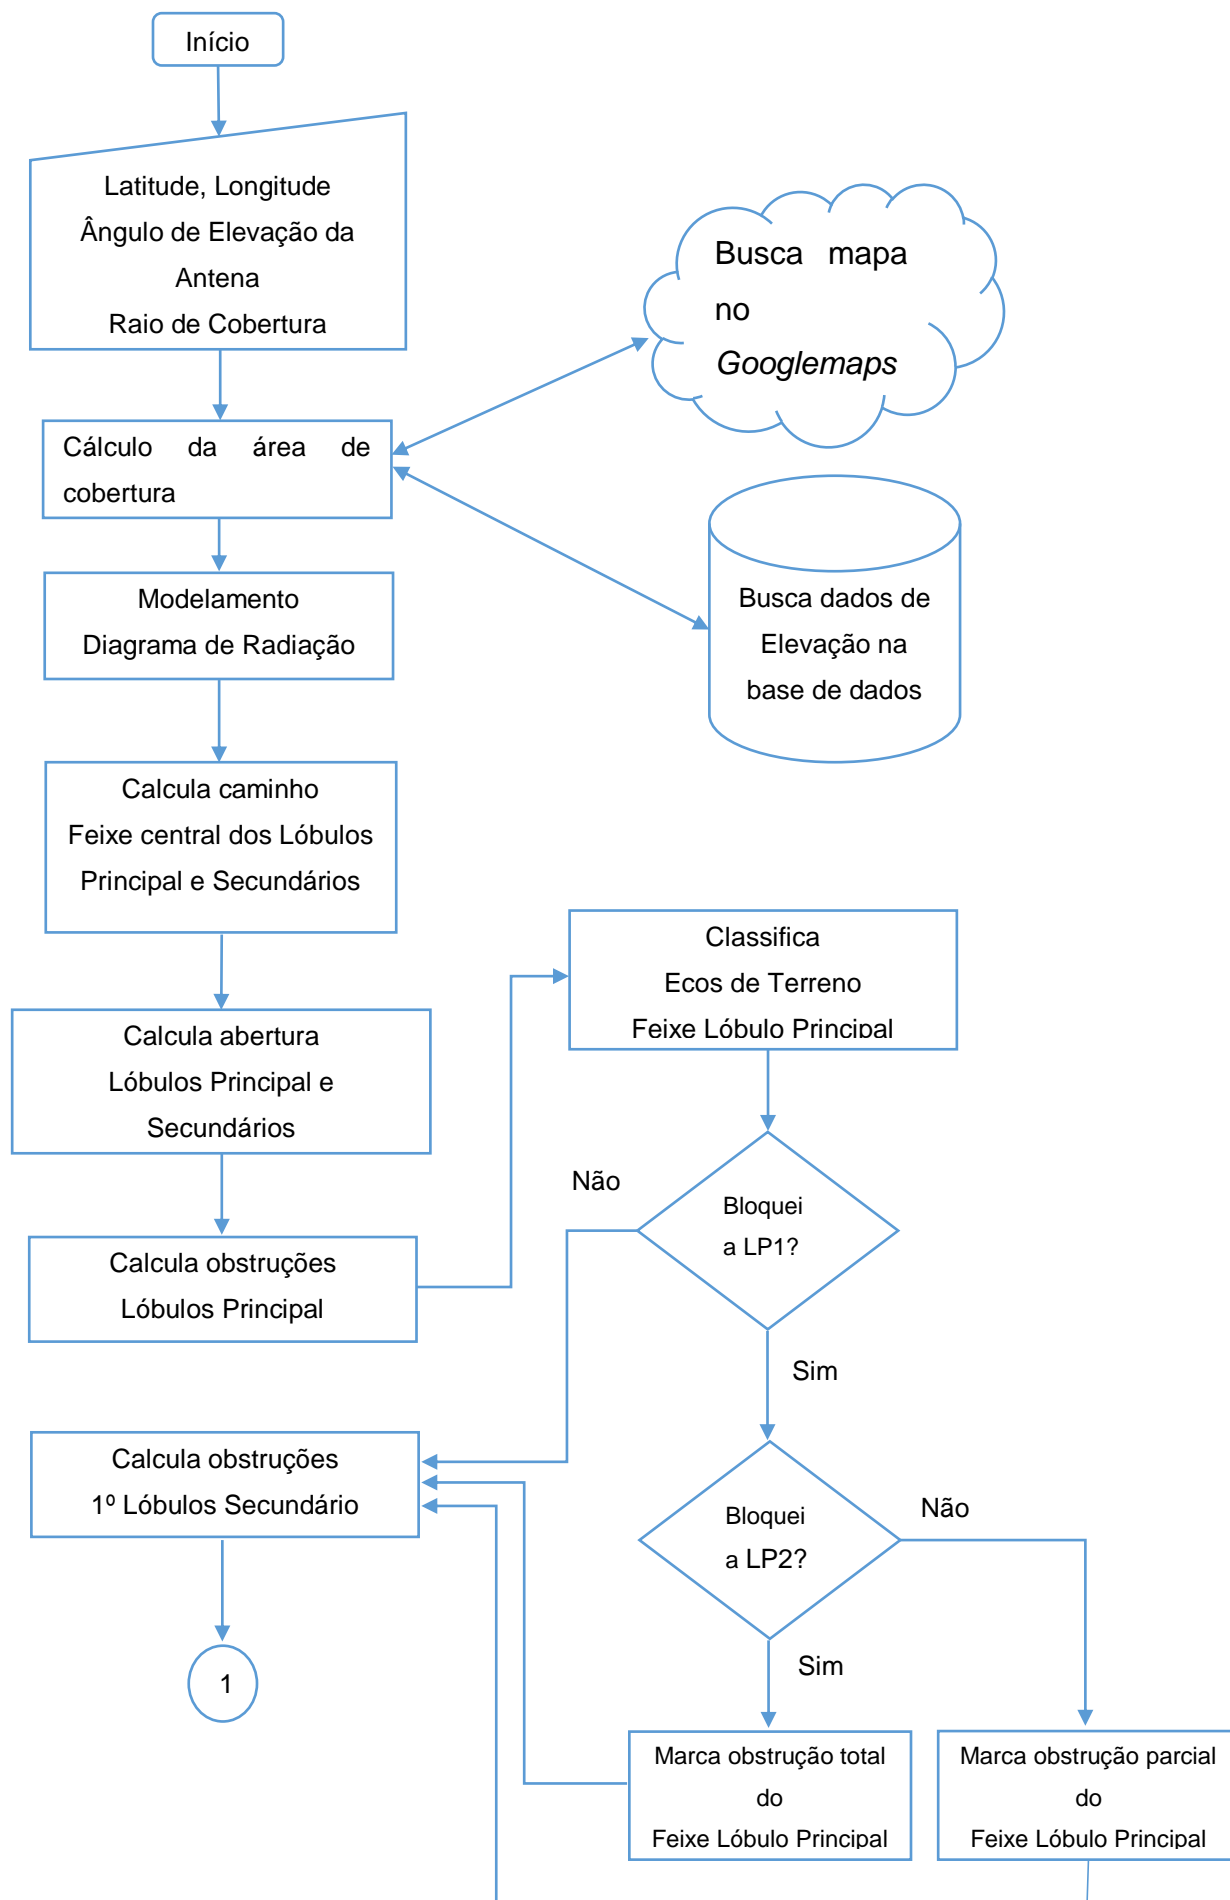 Início
Latitude, Longitude
Ângulo de Elevação da
Antena
Raio de Cobertura
Busca mapa
no
Googlemaps
Cálculo da área de
cobertura
Busca dados de
Elevação na
base de dados
Modelamento
Diagrama de Radiação
Calcula caminho
Feixe central dos Lóbulos
Principal e Secundários
Calcula abertura
Lóbulos Principal e
Secundários
Calcula obstruções
Lóbulos Principal
Classifica
Ecos de Terreno
Feixe Lóbulo Principal
Não
Bloquei
a LP1?
Sim
Calcula obstruções
1º Lóbulos Secundário
Bloquei
a LP2?
Não
Sim
1
Marca obstrução total
do
Feixe Lóbulo Principal
Marca obstrução parcial
do
Feixe Lóbulo Principal